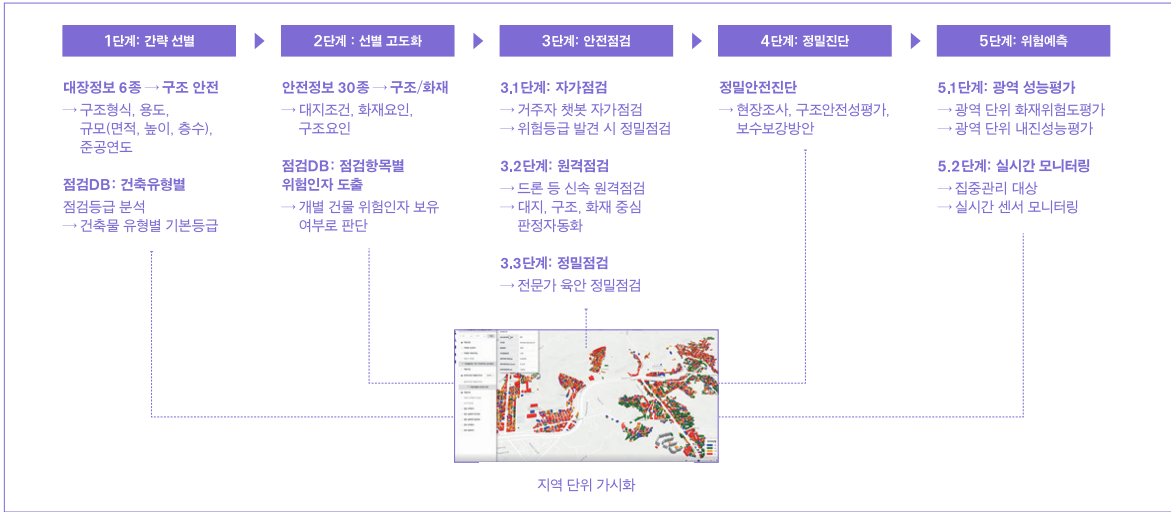 1단계: 간략 선별
대장정보 6종 → 구조 안전
→ 구조형식, 용도,
규모(면적, 높이, 층수),
준공연도
점검DB: 건축유형별
점검등급 분석
→ 건축물 유형별 기본등급
2단계 : 선별 고도화
안전정보 30종 → 구조/화재
→ 대지조건, 화재요인,
구조요인
점검DB: 점검항목별
위험인자 도출
→ 개별 건물 위험인자 보유
여부로 판단
3단계: 안전점검
3.1단계: 자가점검
→ 거주자 챗봇 자가점검
→ 위험등급 발견 시 정밀점검
3.2단계: 원격점검
→ 드론 등 신속 원격점검
→ 대지, 구조, 화재 중심
판정자동화
3.3단계: 정밀점검
→ 전문가 육안 정밀점검
4단계: 정밀진단
정밀안전진단
→ 현장조사, 구조안전성평가,
보수보강방안
5단계: 위험예측
5.1단계: 광역 성능평가
→ 광역 단위 화재위험도평가
→ 광역 단위 내진성능평가
5.2단계: 실시간 모니터링
→ 집중관리 대상
→ 실시간 센서 모니터링
지역 단위 가시화